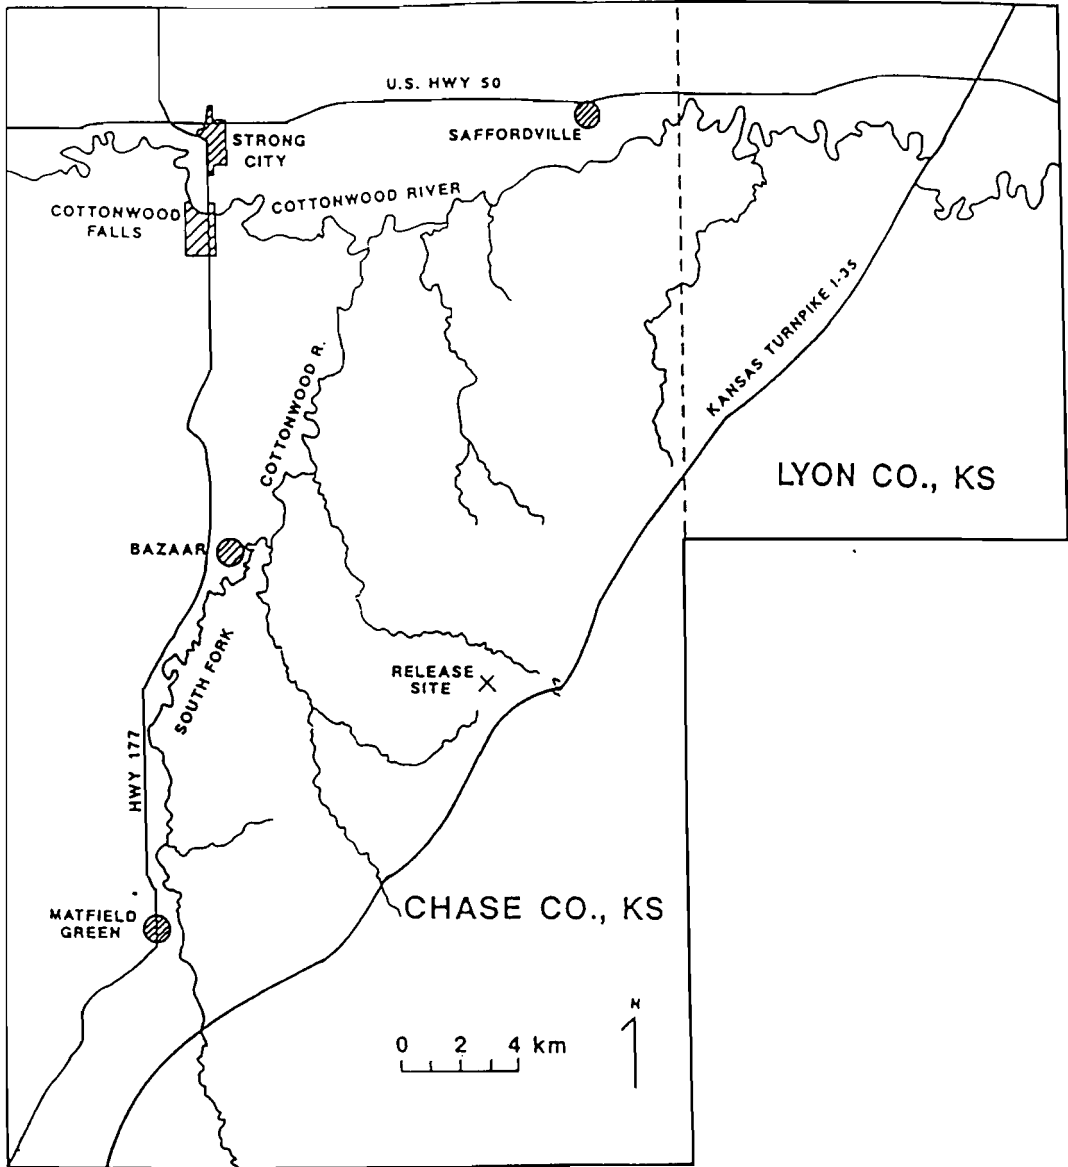 U.S. HWY 50
SAFFORDVILLE
STRONG
CITY
COTTONWOOD RIVER
COTTONWOOD
FALLS
KANSAS TURNPIKE I-35
COTTONWOOD R.
LYON CO., KS
BAZAAR
SOUTH FORK
RELEASE
SITE
HWY 177
CHASE CO., KS
MATFIELD
GREEN
N
0 2 4 km